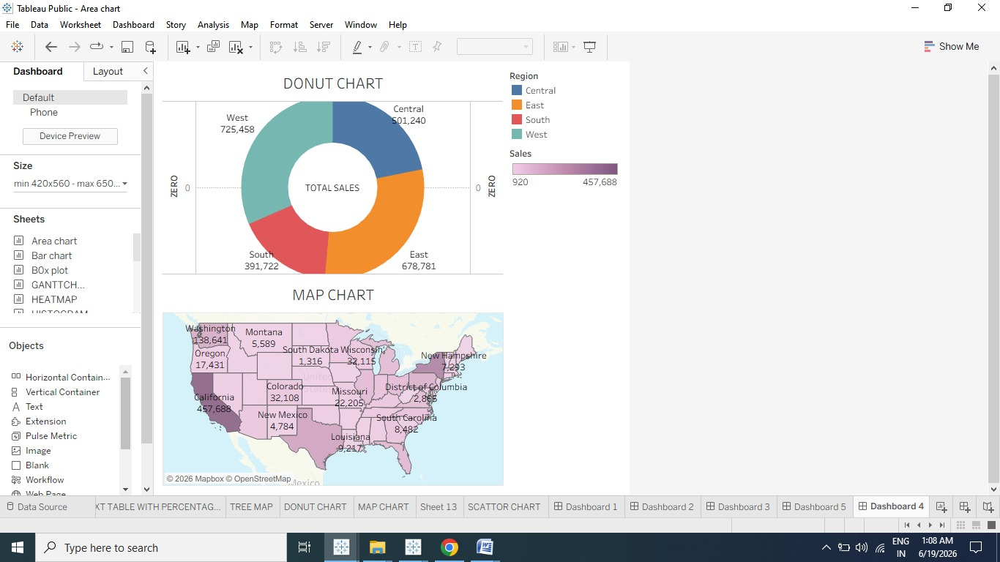 Tableau Public - Area chart
File Data Worksheet Dashboard Story Analysis Map Format Server Window Help
Show Me
Dashboard Layout
Default
Phone
Device Preview
Size
min 420x560 - max 650...
Sheets
Area chart
Bar chart
B0x plot
GANTTCH...
HEATMAP
HISTOGRAM
Objects
Horizontal Contain...
Vertical Container
Text
Extension
Pulse Metric
Image
Blank
Workflow
Web Page
DONUT CHART
West
725,458
Central
501,240
ZERO
0
TOTAL SALES
0
ZERO
South
391,722
East
678,781
Region
Central
East
South
West
Sales
920 457,688
MAP CHART
Washington
138,641
Montana
5,589
Oregon
17,431
South Dakota
1,316
Wisconsin
32,115
New Hampshire
7,293
United
States
California
457,688
Colorado
32,108
Missouri
22,205
District of Columbia
2,865
New Mexico
4,784
South Carolina
8,482
Louisiana
9,217
Mexico
© 2026 Mapbox © OpenStreetMap
Data Source XT TABLE WITH PERCENTAG... TREE MAP DONUT CHART MAP CHART Sheet 13 SCATTOR CHART Dashboard 1 Dashboard 2 Dashboard 3 Dashboard 5 Dashboard 4
Type here to search
ENG
IN
1:08 AM
6/19/2026